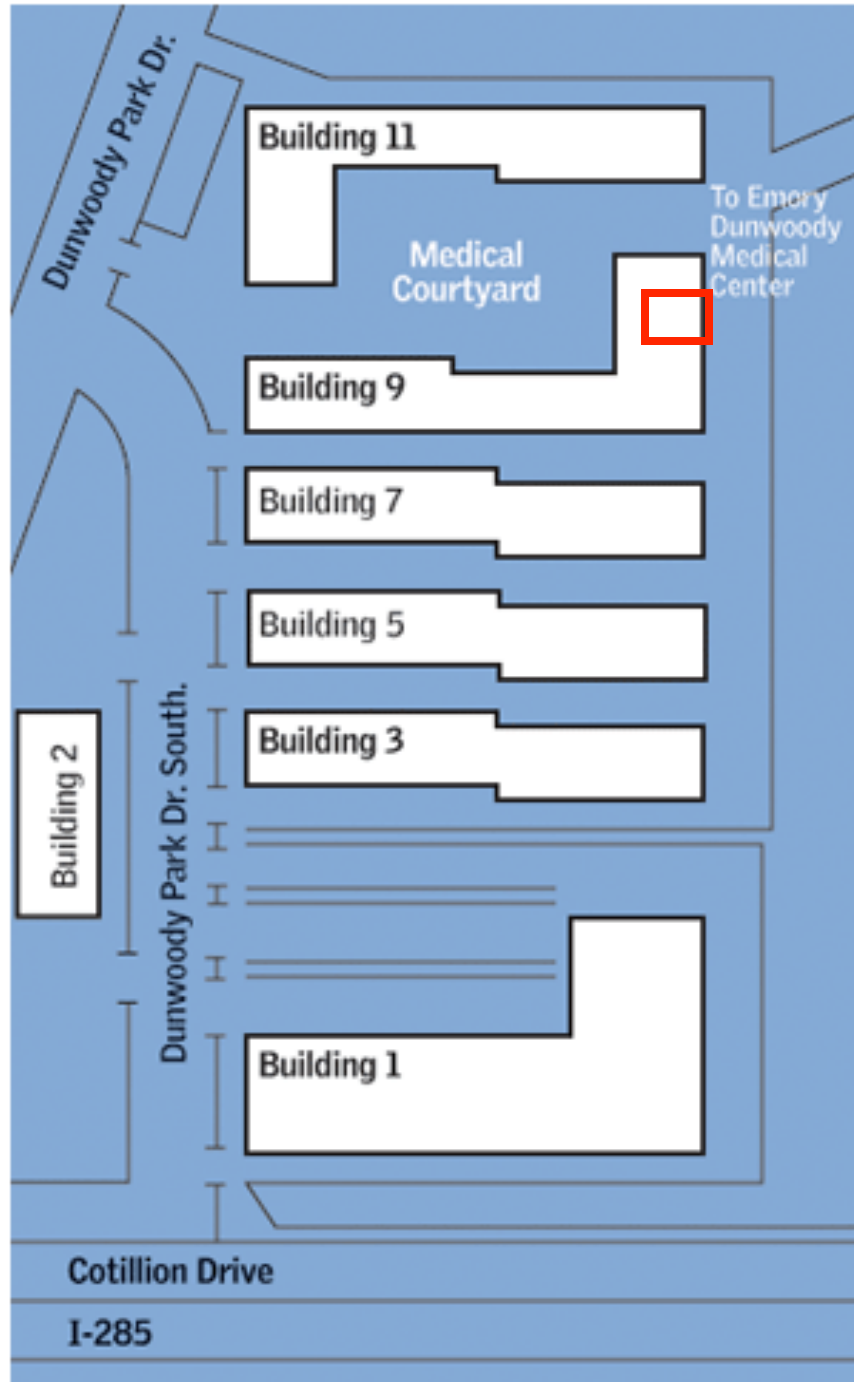 Dunwoody Park Dr.
Building 11
To Emory
Dunwoody
Medical
Center
Medical
Courtyard
Building 9
Building 7
Building 5
Building 3
Building 2
Dunwoody Park Dr. South.
Building 1
Cotillion Drive
I-285